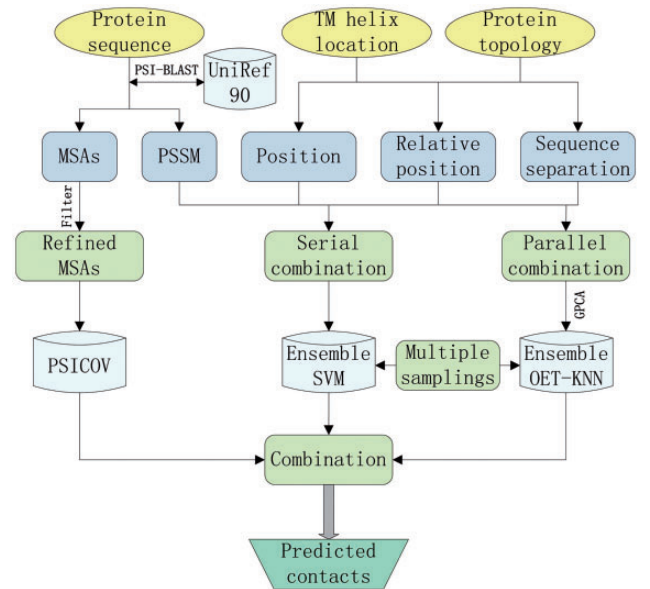 Protein
sequence
TM helix
location
Protein
topology
PSI-BLAST
UniRef
90
MSAs
PSSM
Position
Relative
position
Sequence
separation
Filter
Refined
MSAs
Serial
combination
Parallel
combination
GPCA
PSICOV
Ensemble
SVM
Multiple
samplings
Ensemble
OET-KNN
Combination
Predicted
contacts